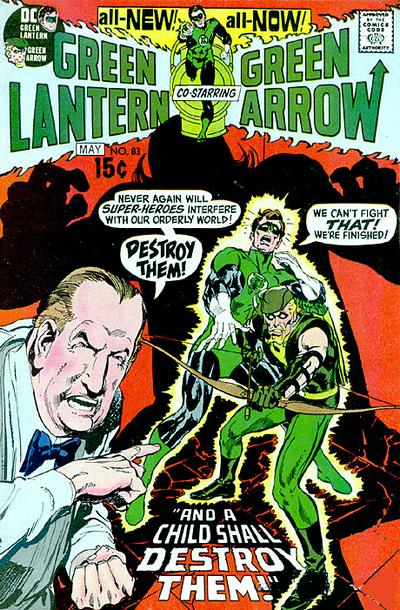 all-NEW! all-NOW!
DC
GREEN
LANTERN
GREEN
ARROW
APPROVED
BY THE
COMICS
CODE
AUTHORITY
GREEN
LANTERN
CO-STARRING
GREEN
ARROW
MAY NO. 83
15¢
NEVER AGAIN WILL
SUPER-HEROES INTERFERE
WITH OUR ORDERLY WORLD!
DESTROY
THEM!
WE CAN'T FIGHT
THAT!
WE'RE FINISHED!
"AND A
CHILD SHALL
DESTROY
THEM!"